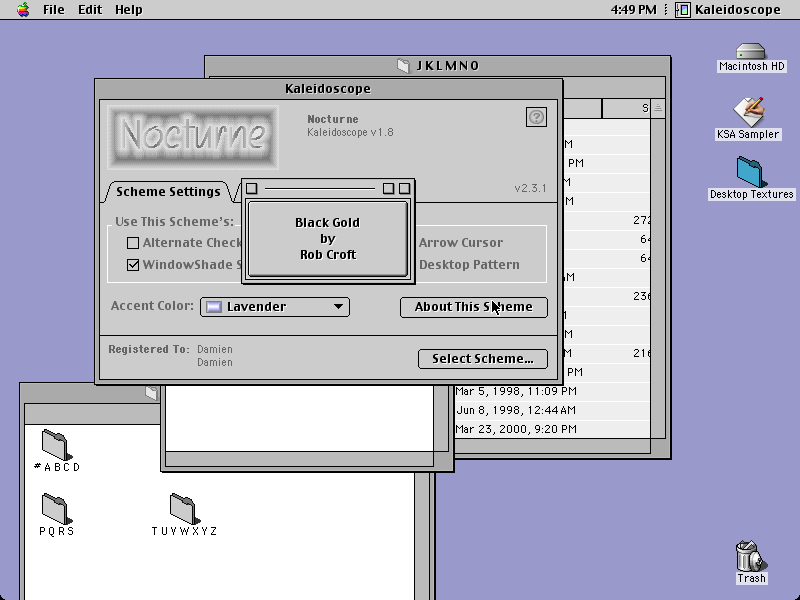 File Edit Help
4:49 PM Kaleidoscope
JKLMNO
Kaleidoscope
Nocturne
Nocturne
Kaleidoscope v1.8
?
v2.3.1
Scheme Settings
Use This Scheme's:
Alternate Check
Arrow Cursor
WindowShade S
Desktop Pattern
Black Gold
by
Rob Croft
Accent Color: Lavender
About This Scheme
Registered To: Damien
Damien
Select Scheme...
S
M
PM
M
M
272
64
64
M
236
M
M
216
PM
Mar 5, 1998, 11:09 PM
Jun 8, 1998, 12:44 AM
Mar 23, 2000, 9:20 PM
#ABCD
PQRS
TUVWXYZ
Macintosh HD
KSA Sampler
Desktop Textures
Trash